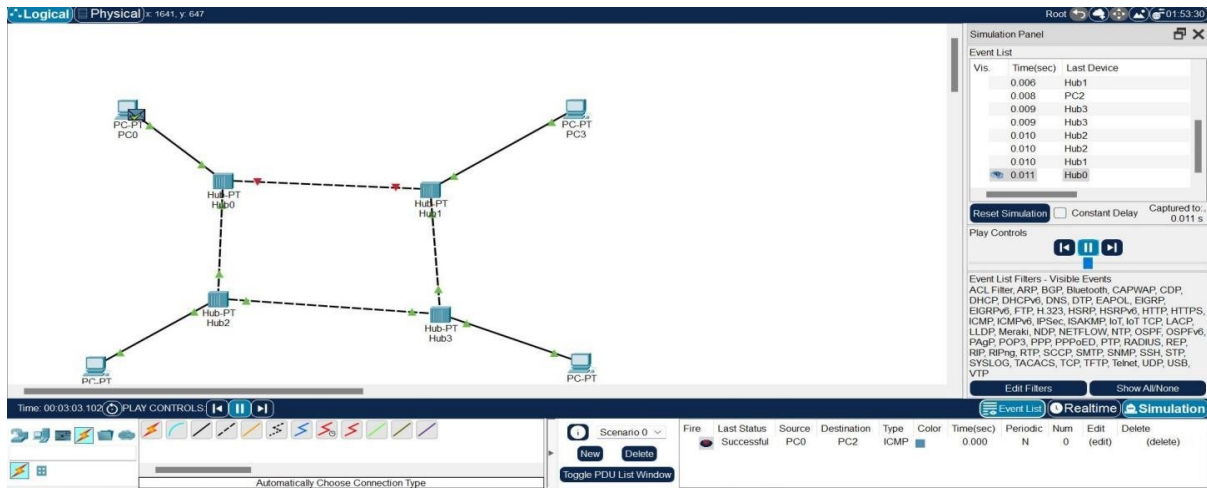 Logical Physical x: 1641, y: 647 Root 01:53:30
PC-PT
PC0
PC-PT
PC3
Hub-PT
Hub0
Hub-PT
Hub1
Hub-PT
Hub2
Hub-PT
Hub3
PC-PT
PC-PT
Simulation Panel
Event List
Vis. Time(sec) Last Device
0.006 Hub1
0.008 PC2
0.009 Hub3
0.009 Hub3
0.010 Hub2
0.010 Hub2
0.010 Hub1
0.011 Hub0
Reset Simulation Constant Delay Captured to:
0.011 s
Play Controls
Event List Filters - Visible Events
ACL Filter, ARP, BGP, Bluetooth, CAPWAP, CDP,
DHCP, DHCPv6, DNS, DTP, EAPOL, EIGRP,
EIGRPv6, FTP, H.323, HSRP, HSRPv6, HTTP, HTTPS,
ICMP, ICMPv6, IPSec, ISAKMP, IoT, IoT TCP, LACP,
LLDP, Meraki, NDP, NETFLOW, NTP, OSPF, OSPFv6,
PAgP, POP3, PPP, PPPoED, PTP, RADIUS, REP,
RIP, RIPng, RTP, SCCP, SMTP, SNMP, SSH, STP,
SYSLOG, TACACS, TCP, TFTP, Telnet, UDP, USB,
VTP
Edit Filters Show All/None
Time: 00:03:03.102 PLAY CONTROLS: Event List Realtime Simulation
Automatically Choose Connection Type
Scenario 0
New Delete
Toggle PDU List Window
Fire Last Status Source Destination Type Color Time(sec) Periodic Num Edit Delete
Successful PC0 PC2 ICMP 0.000 N 0 (edit) (delete)